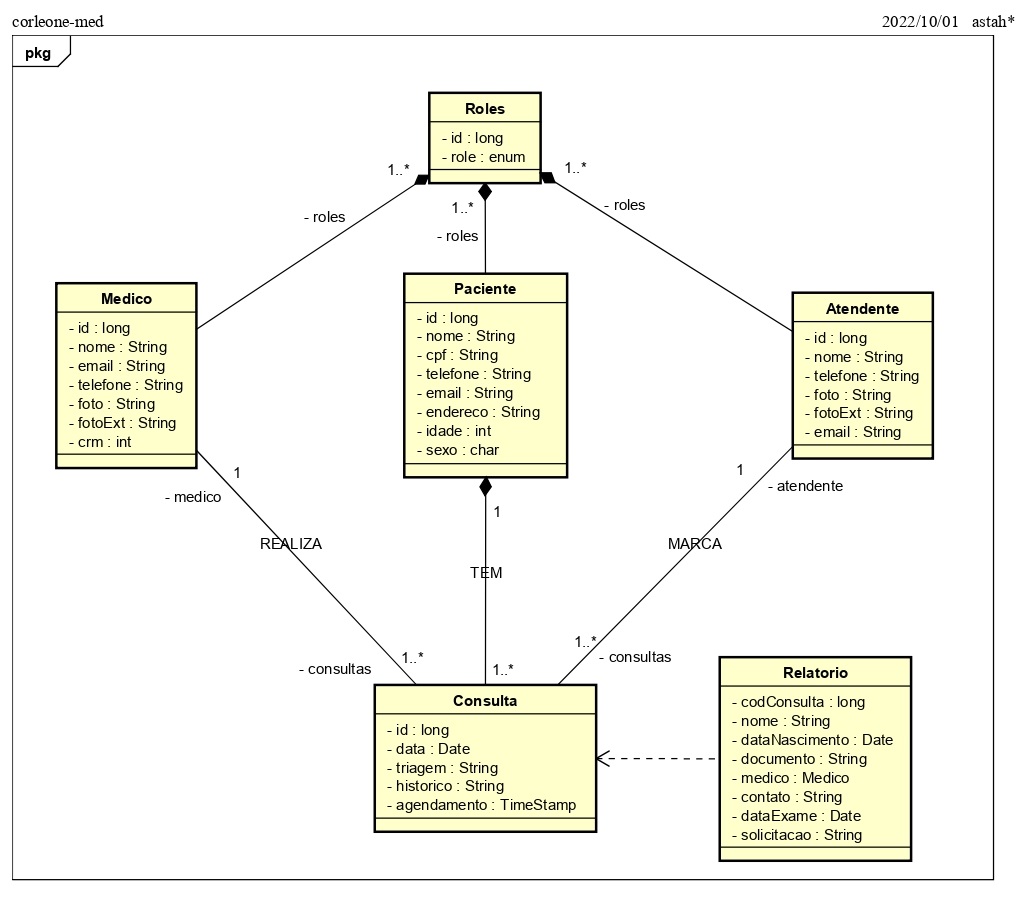 corleone-med
2022/10/01 astah*
pkg
Roles
- id : long
- role : enum
1..*
1..*
1..*
- roles
- roles
- roles
Medico
- id : long
- nome : String
- email : String
- telefone : String
- foto : String
- fotoExt : String
- crm : int
Paciente
- id : long
- nome : String
- cpf : String
- telefone : String
- email : String
- endereco : String
- idade : int
- sexo : char
Atendente
- id : long
- nome : String
- telefone : String
- foto : String
- fotoExt : String
- email : String
1
- medico
1
1
- atendente
REALIZA
TEM
MARCA
- consultas
1..*
1..*
1..*
- consultas
Consulta
- id : long
- data : Date
- triagem : String
- historico : String
- agendamento : TimeStamp
Relatorio
- codConsulta : long
- nome : String
- dataNascimento : Date
- documento : String
- medico : Medico
- contato : String
- dataExame : Date
- solicitacao : String